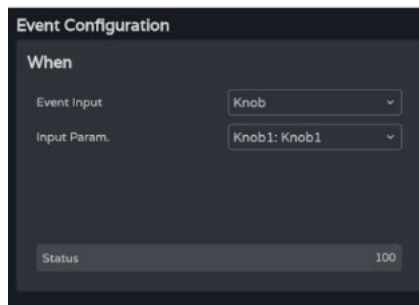 Event Configuration
When
Event Input Knob
Input Param. Knob1: Knob1
Status 100